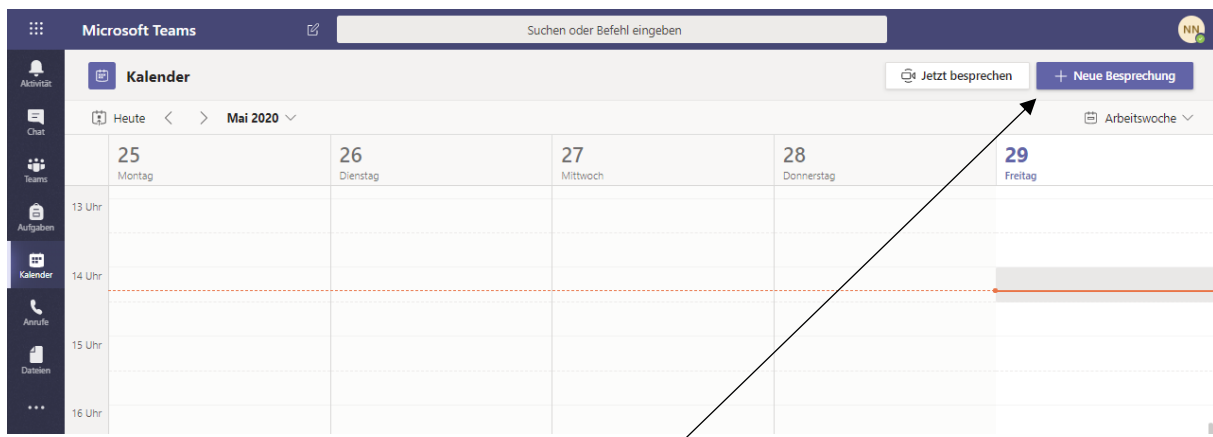 Microsoft Teams
Suchen oder Befehl eingeben
NN
Aktivität
Chat
Teams
Aufgaben
Kalender
Anrufe
Dateien
Kalender
Jetzt besprechen
+ Neue Besprechung
Heute < > Mai 2020
Arbeitswoche
25 26 27 28 29
Montag Dienstag Mittwoch Donnerstag Freitag
13 Uhr
14 Uhr
15 Uhr
16 Uhr